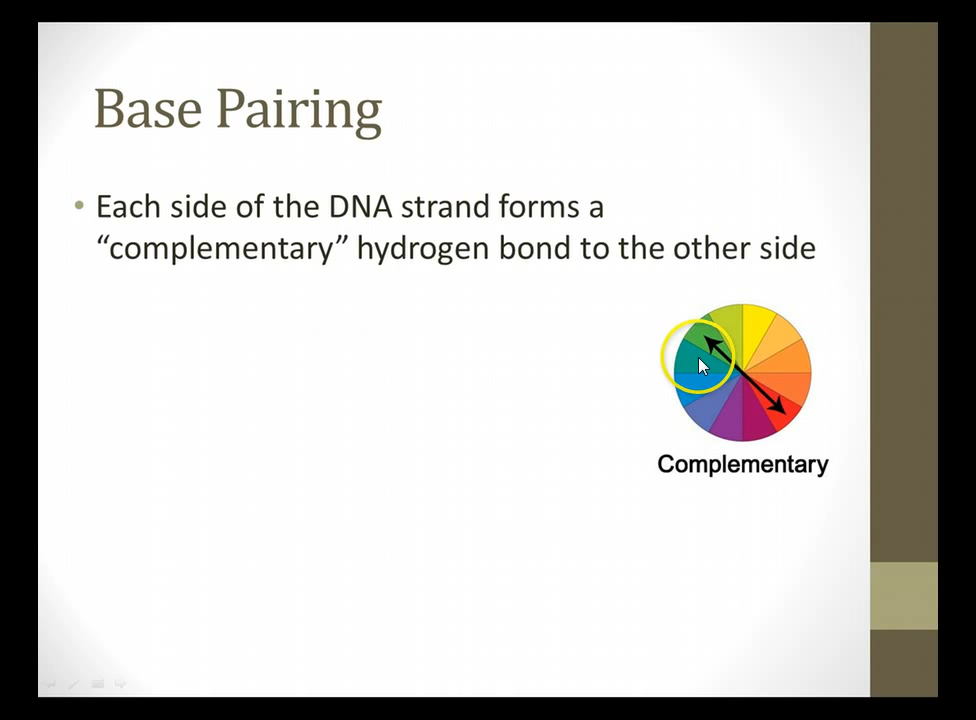 Base Pairing
• Each side of the DNA strand forms a
“complementary” hydrogen bond to the other side
Complementary